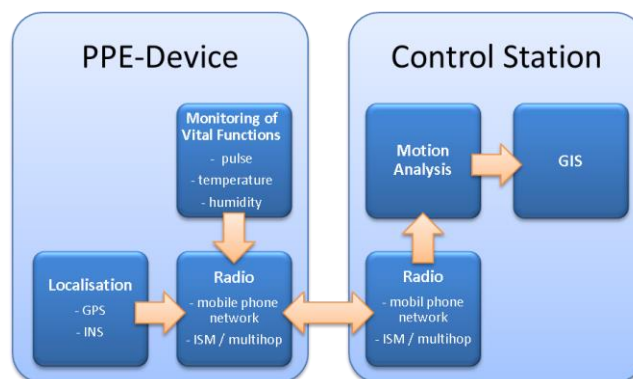 PPE-Device
Monitoring of
Vital Functions
- pulse
- temperature
- humidity
Localisation
- GPS
- INS
Radio
- mobile phone
network
- ISM / multihop
Control Station
Motion
Analysis
GIS
Radio
- mobil phone
network
- ISM / multihop